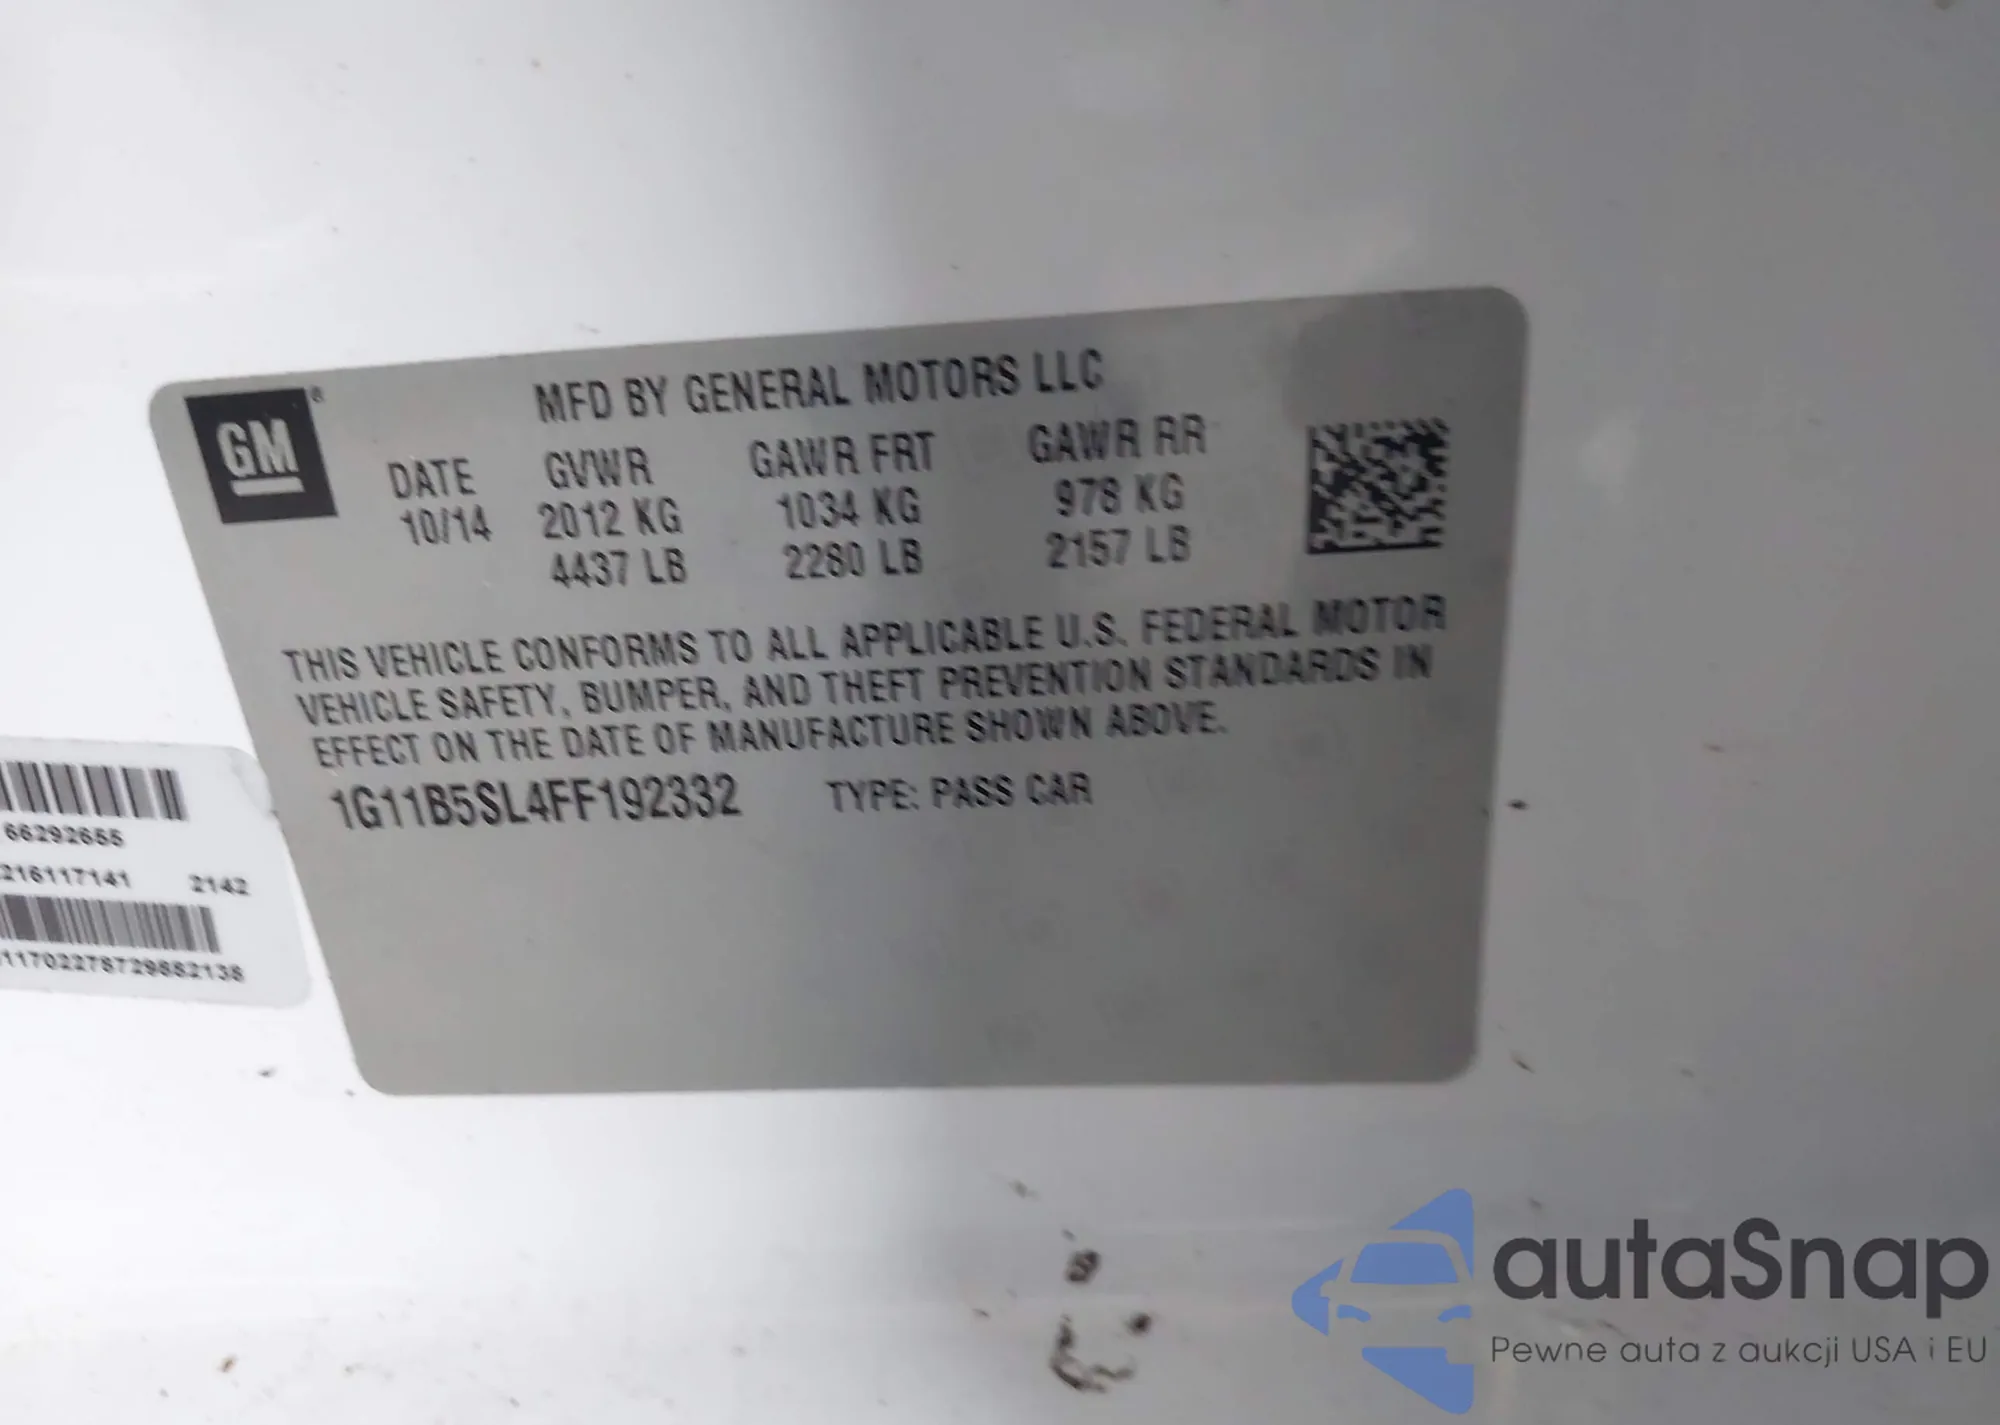 GM®
MFD BY GENERAL MOTORS LLC
DATE GVWR GAWR FRT GAWR RR
10/14 2012 KG 1034 KG 978 KG
4437 LB 2280 LB 2157 LB
THIS VEHICLE CONFORMS TO ALL APPLICABLE U.S. FEDERAL MOTOR
VEHICLE SAFETY, BUMPER, AND THEFT PREVENTION STANDARDS IN
EFFECT ON THE DATE OF MANUFACTURE SHOWN ABOVE.
1G11B5SL4FF192332 TYPE: PASS CAR
66292655
216117141 2142
11702278729882138
autaSnap
Pewne auta z aukcji USA i EU